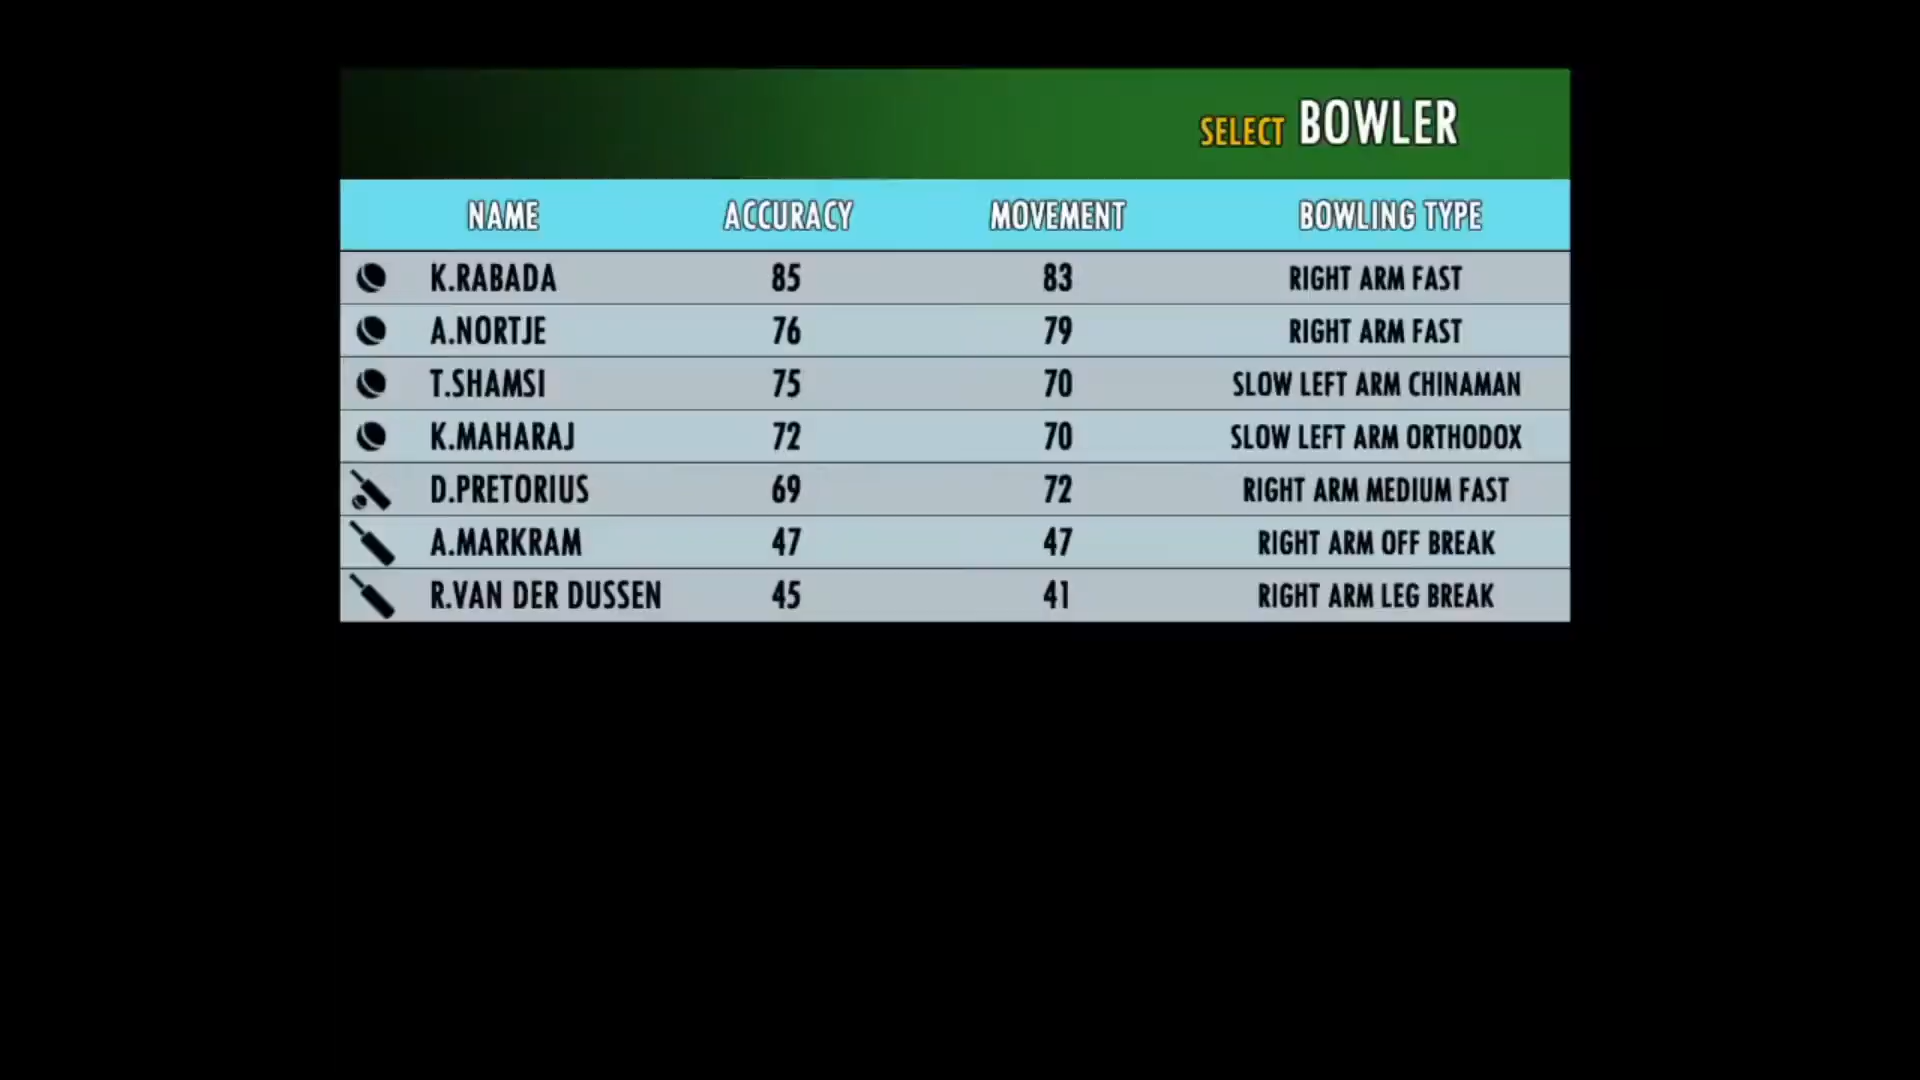 SELECT BOWLER
NAME ACCURACY MOVEMENT BOWLING TYPE
K.RABADA 85 83 RIGHT ARM FAST
A.NORTJE 76 79 RIGHT ARM FAST
T.SHAMSI 75 70 SLOW LEFT ARM CHINAMAN
K.MAHARAJ 72 70 SLOW LEFT ARM ORTHODOX
D.PRETORIUS 69 72 RIGHT ARM MEDIUM FAST
A.MARKRAM 47 47 RIGHT ARM OFF BREAK
R.VAN DER DUSSEN 45 41 RIGHT ARM LEG BREAK